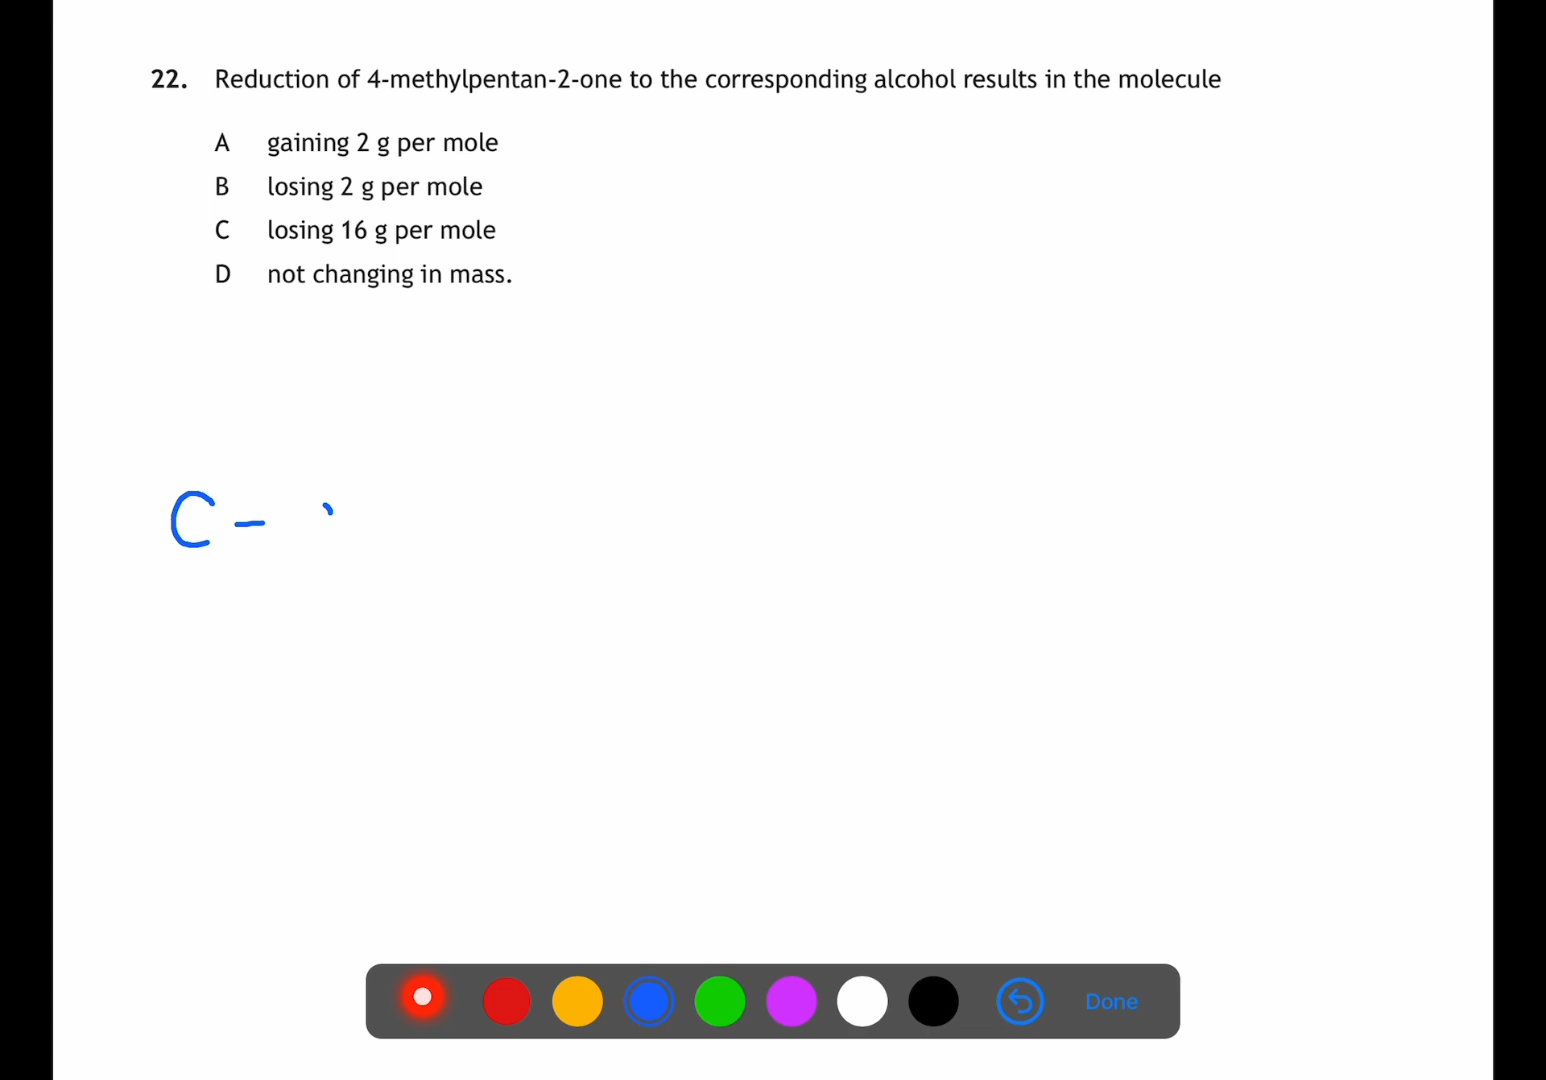 22. Reduction of 4-methylpentan-2-one to the corresponding alcohol results in the molecule
A gaining 2 g per mole
B losing 2 g per mole
C losing 16 g per mole
D not changing in mass.
C –
Done